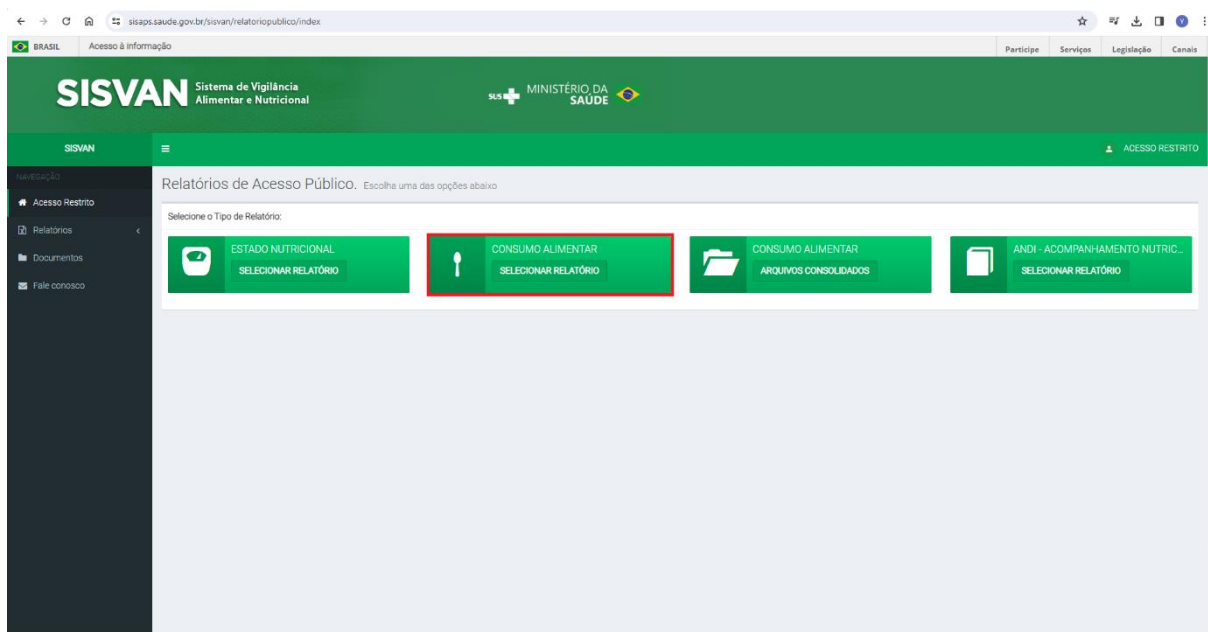 sisaps.saude.gov.br/sisvan/relatoriopublico/index
Y
BRASIL Acesso à informação Participe Serviços Legislação Canais
SISVAN Sistema de Vigilância
Alimentar e Nutricional
SUS MINISTÉRIO DA
SAÚDE
SISVAN ACESSO RESTRITO
NAVEGAÇÃO
Acesso Restrito
Relatórios
Documentos
Fale conosco
Relatórios de Acesso Público. Escolha uma das opções abaixo
Selecione o Tipo de Relatório:
ESTADO NUTRICIONAL
SELECIONAR RELATÓRIO
CONSUMO ALIMENTAR
SELECIONAR RELATÓRIO
CONSUMO ALIMENTAR
ARQUIVOS CONSOLIDADOS
ANDI - ACOMPANHAMENTO NUTRIC...
SELECIONAR RELATÓRIO